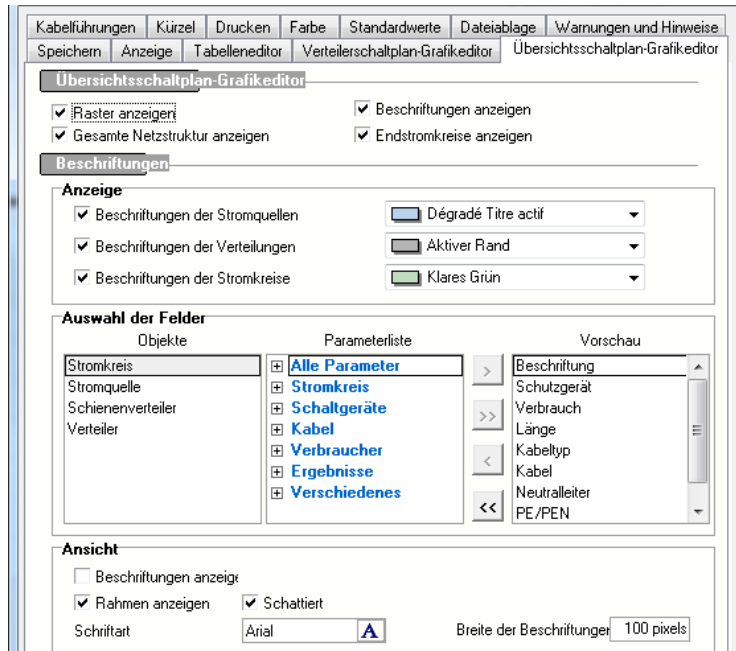 Kabelführungen Kürzel Drucken Farbe Standardwerte Dateiablage Warnungen und Hinweise
Speichern Anzeige Tabelleneditor Verteilerschaltplan-Grafikeditor Übersichtsschaltplan-Grafikeditor
Übersichtsschaltplan-Grafikeditor
Raster anzeigen Beschriftungen anzeigen
Gesamte Netzstruktur anzeigen Endstromkreise anzeigen
Beschriftungen
Anzeige
Beschriftungen der Stromquellen Dégradé Titre actif
Beschriftungen der Verteilungen Aktiver Rand
Beschriftungen der Stromkreise Klares Grün
Auswahl der Felder
Objekte Parameterliste Vorschau
Stromkreis Alle Parameter > Beschriftung
Stromquelle Stromkreis Schutzgerät
Schienenverteiler Schaltgeräte >> Verbrauch
Verteiler Kabel Länge
Verbraucher < Kabeltyp
Ergebnisse Kabel
Verschiedenes << Neutralleiter
PE/PEN
Ansicht
Beschriftungen anzeige
Rahmen anzeigen Schattiert
Schriftart Arial A Breite der Beschriftunger 100 pixels